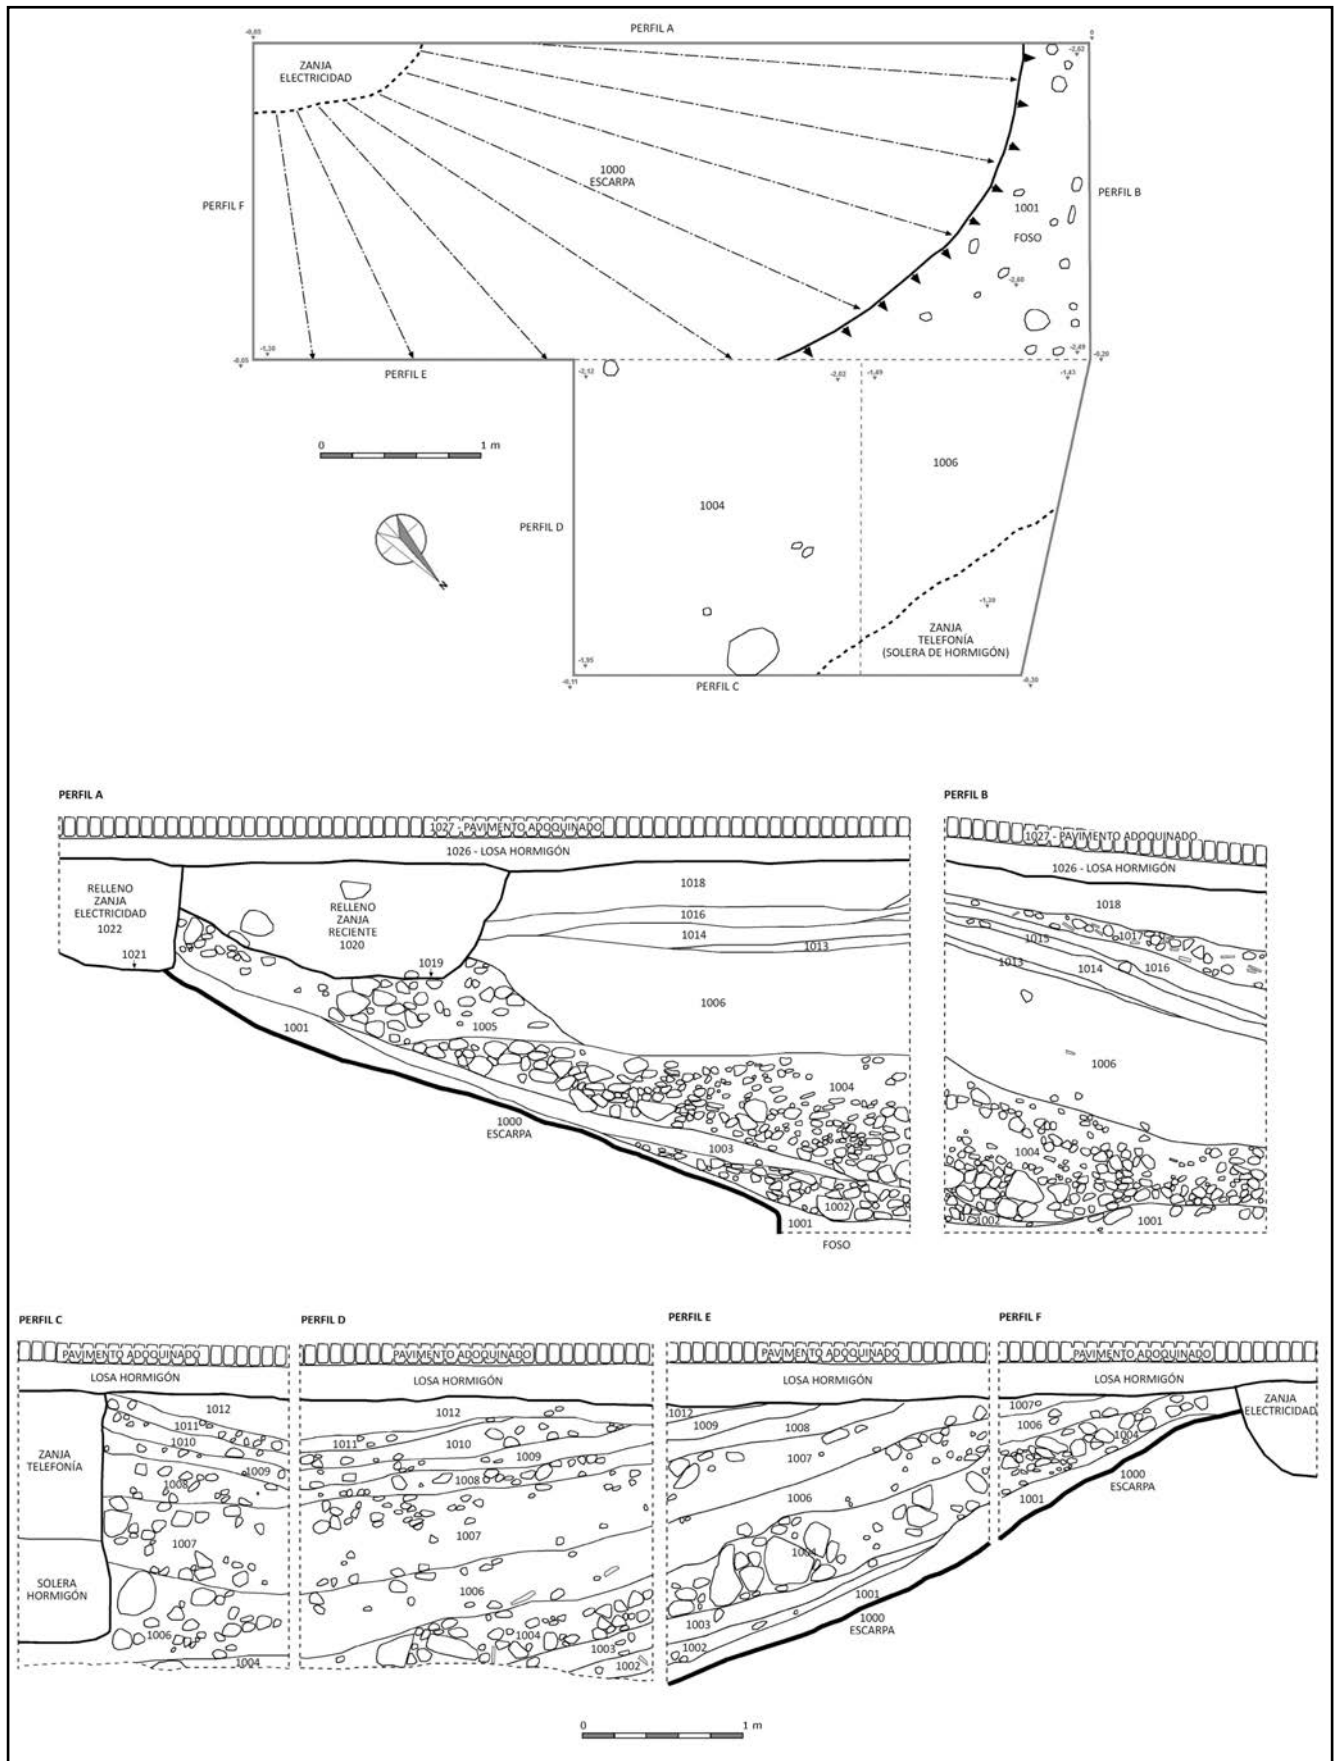 PERFIL A
-0,05
0
ZANJA
ELECTRICIDAD
-2,62
1000
ESCARPA
PERFIL F
PERFIL B
1001
FOSO
-2,60
-1,30
-2,49
-0,05
-0,20
PERFIL E
-2,12
-2,02
-1,49
-1,43
0
1 m
1006
1004
PERFIL D
N
-1,20
ZANJA
TELEFONÍA
(SOLERA DE HORMIGÓN)
-1,95
-0,11
PERFIL C
-0,20
PERFIL A
1027 - PAVIMENTO ADOQUINADO
1026 - LOSA HORMIGÓN
RELLENO
ZANJA
ELECTRICIDAD
1022
1021
RELLENO
ZANJA
RECIENTE
1020
1019
1018
1016
1014
1013
1006
1001
1005
1004
1000
ESCARPA
1003
1002
1001
FOSO
PERFIL B
1027 - PAVIMENTO ADOQUINADO
1026 - LOSA HORMIGÓN
1018
1017
1015
1013
1014
1016
1006
1004
1002
1001
PERFIL C
PAVIMENTO ADOQUINADO
LOSA HORMIGÓN
1012
1011
1010
ZANJA
TELEFONÍA
1009
1008
1007
SOLERA
HORMIGÓN
1006
1004
PERFIL D
PAVIMENTO ADOQUINADO
LOSA HORMIGÓN
1012
1011
1010
1009
1008
1007
1006
1004
1003
1002
PERFIL E
PAVIMENTO ADOQUINADO
LOSA HORMIGÓN
1012
1009
1008
1007
1006
1004
1001
1003
1000
ESCARPA
1002
PERFIL F
PAVIMENTO ADOQUINADO
LOSA HORMIGÓN
1007
1006
1004
ZANJA
ELECTRICIDAD
1000
ESCARPA
1001
0
1 m